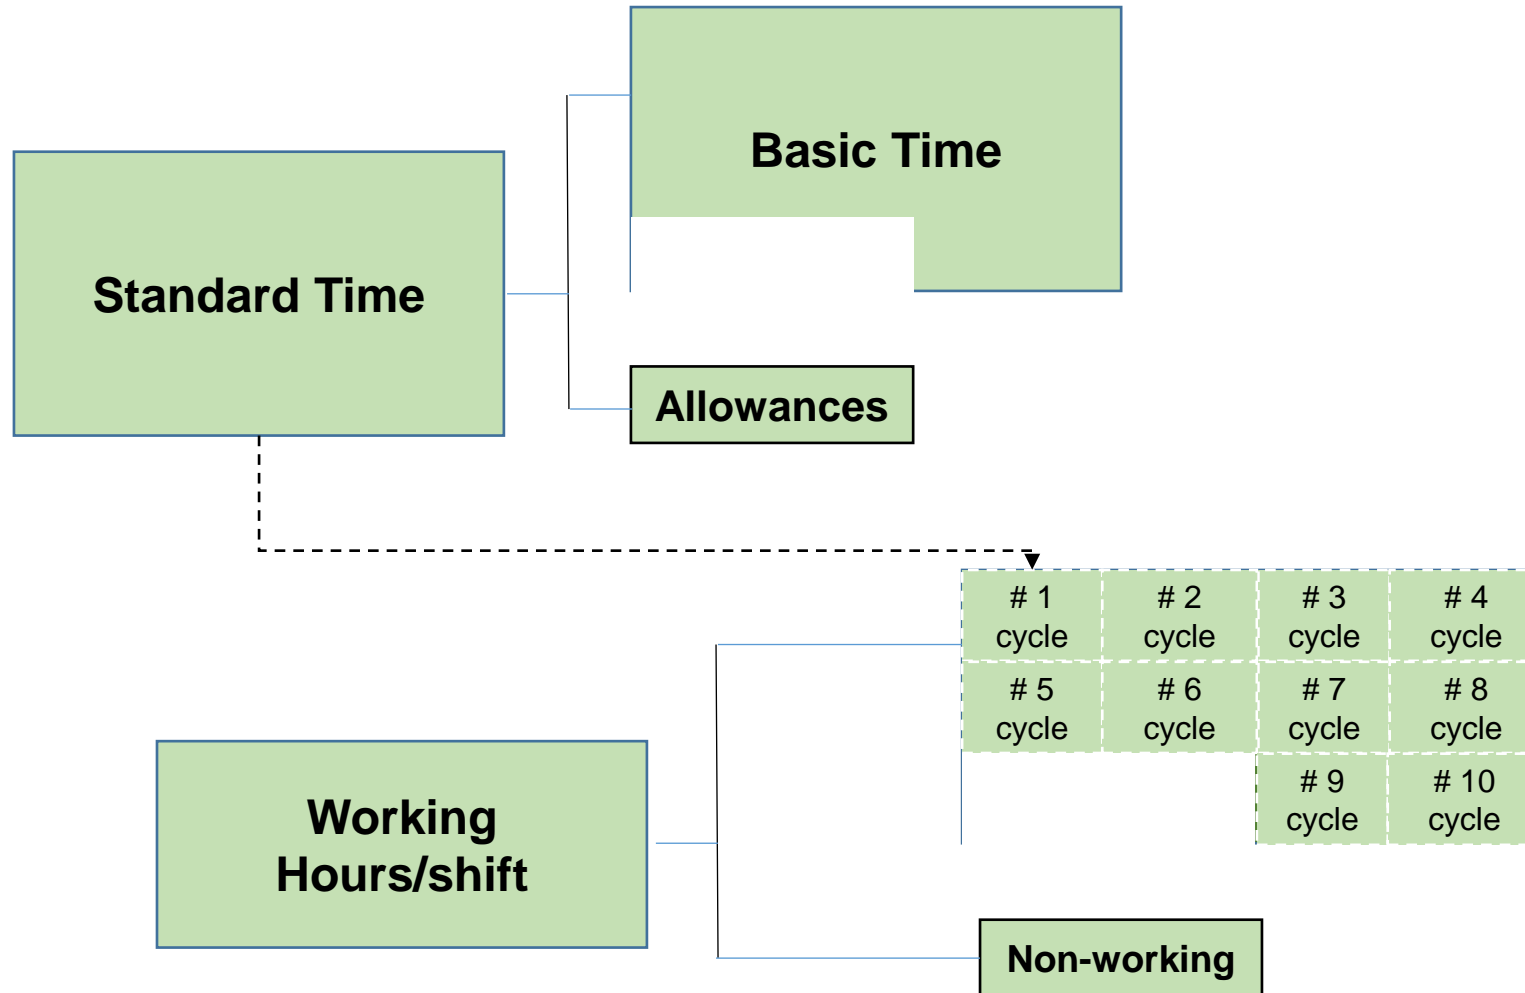 Basic Time
Standard Time
Allowances
# 1 cycle
# 2 cycle
# 3 cycle
# 4 cycle
# 5 cycle
# 6 cycle
# 7 cycle
# 8 cycle
# 9 cycle
# 10 cycle
Working
Hours/shift
Non-working